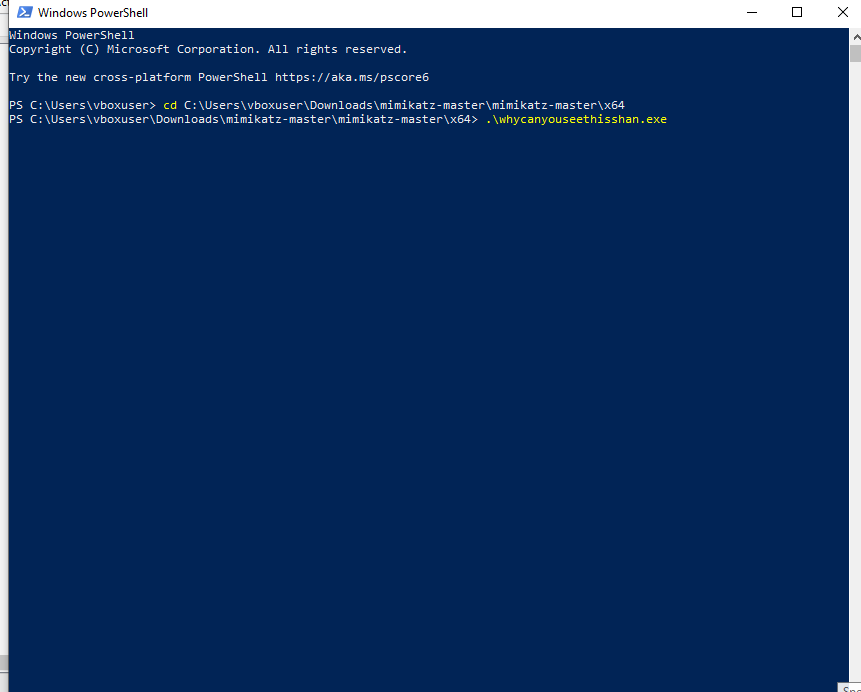 Windows PowerShell
Windows PowerShell
Copyright (C) Microsoft Corporation. All rights reserved.
Try the new cross-platform PowerShell https://aka.ms/pscore6
PS C:\Users\vboxuser> cd C:\Users\vboxuser\Downloads\mimikatz-master\mimikatz-master\x64
PS C:\Users\vboxuser\Downloads\mimikatz-master\mimikatz-master\x64> .\whycanyouseethisshan.exe